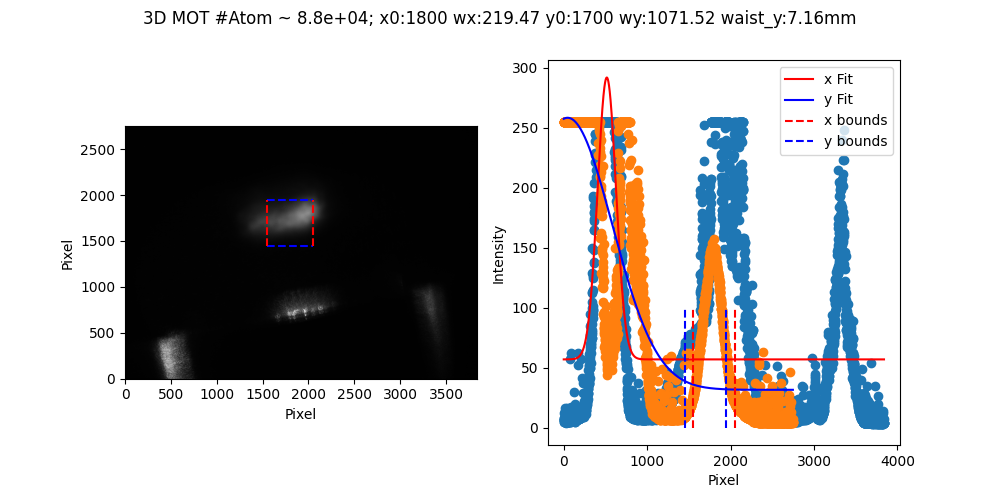 3D MOT #Atom ~ 8.8e+04; x0:1800 wx:219.47 y0:1700 wy:1071.52 waist_y:7.16mm
2500
2000
1500
1000
500
0
Pixel
0 500 1000 1500 2000 2500 3000 3500
Pixel
300
250
200
150
100
50
0
Intensity
x Fit
y Fit
x bounds
y bounds
0 1000 2000 3000 4000
Pixel